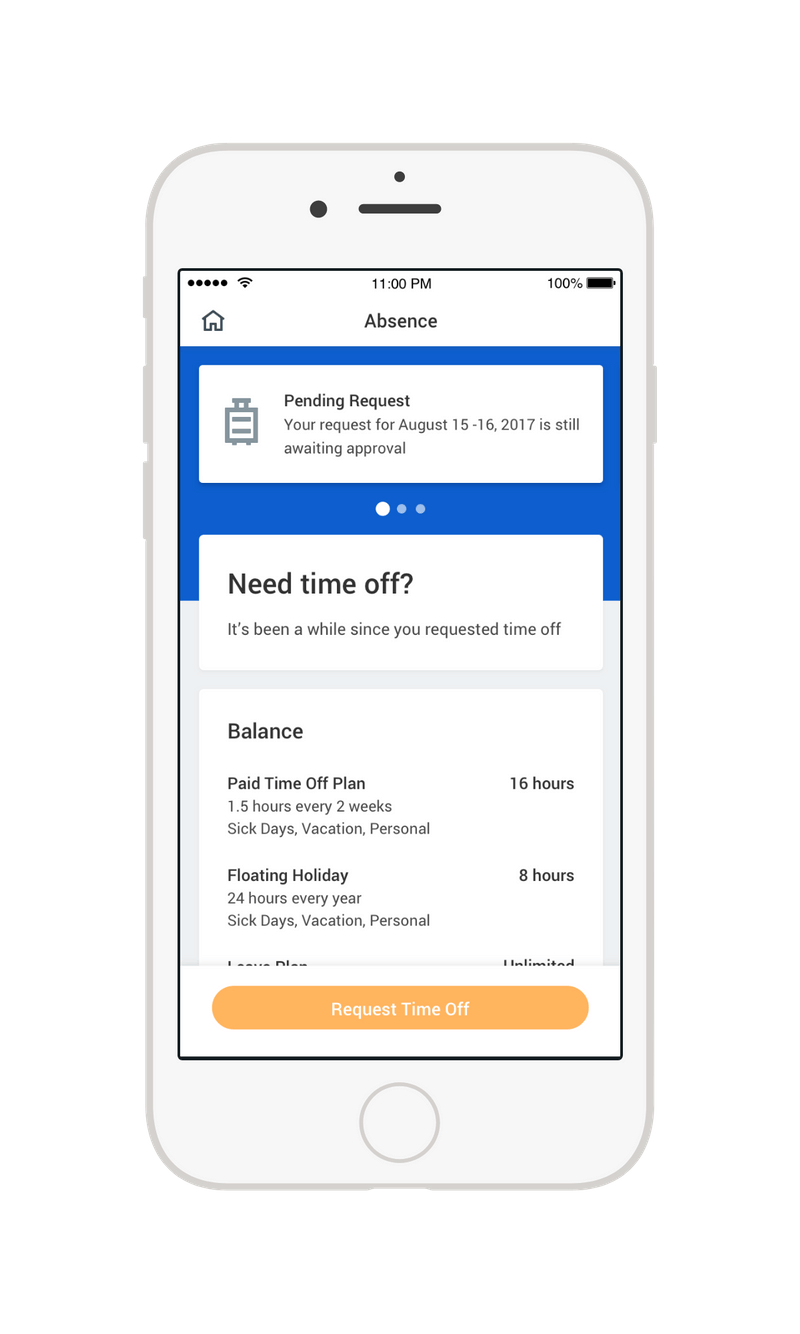 11:00 PM
100%
Absence
Pending Request
Your request for August 15 -16, 2017 is still
awaiting approval
Need time off?
It's been a while since you requested time off
Balance
Paid Time Off Plan 16 hours
1.5 hours every 2 weeks
Sick Days, Vacation, Personal
Floating Holiday 8 hours
24 hours every year
Sick Days, Vacation, Personal
Leave Plan Unlimited
Request Time Off